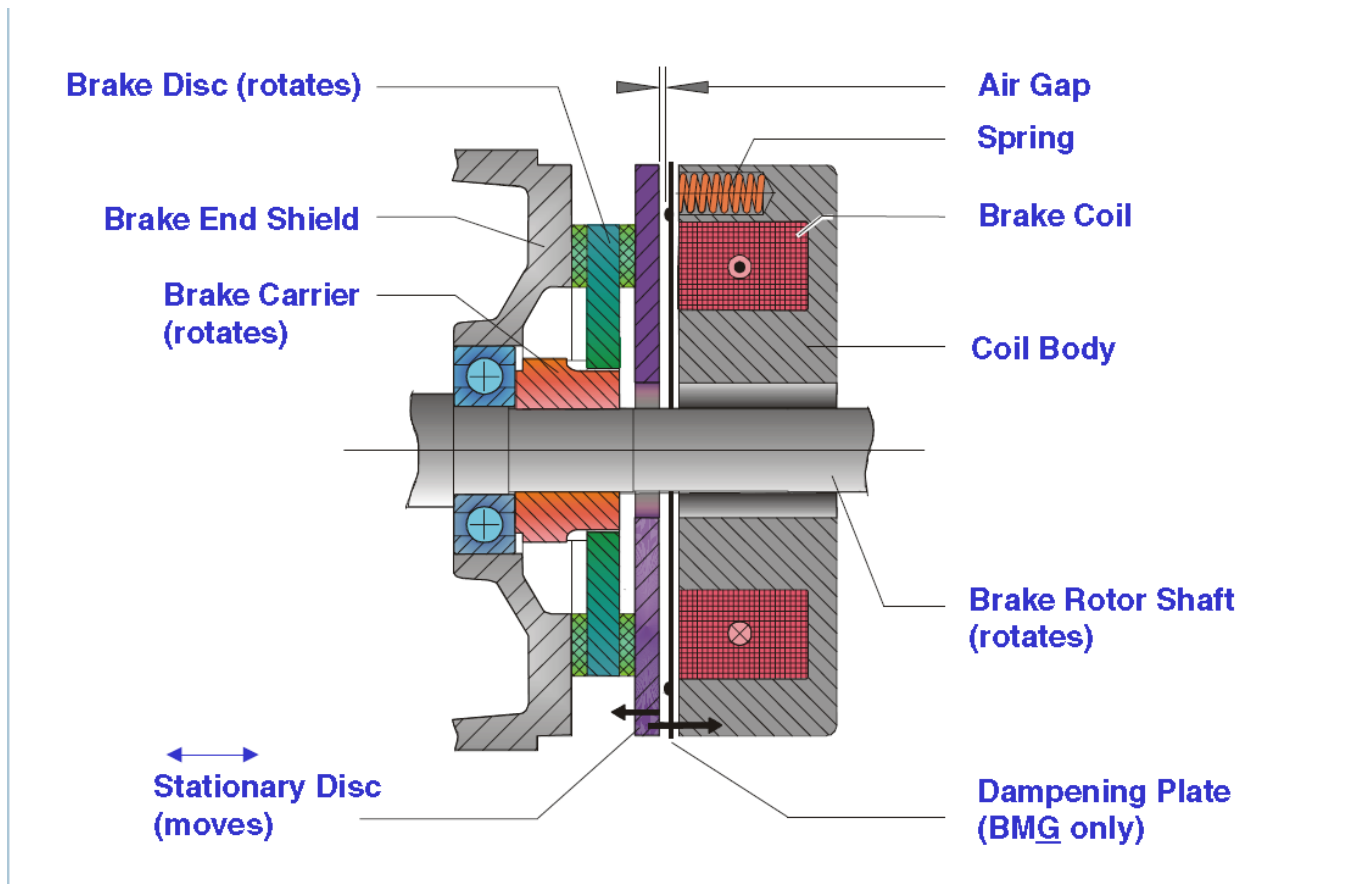 Brake Disc (rotates)
Air Gap
Spring
Brake End Shield
Brake Coil
Brake Carrier
(rotates)
Coil Body
Brake Rotor Shaft
(rotates)
Stationary Disc
(moves)
Dampening Plate
(BMG only)